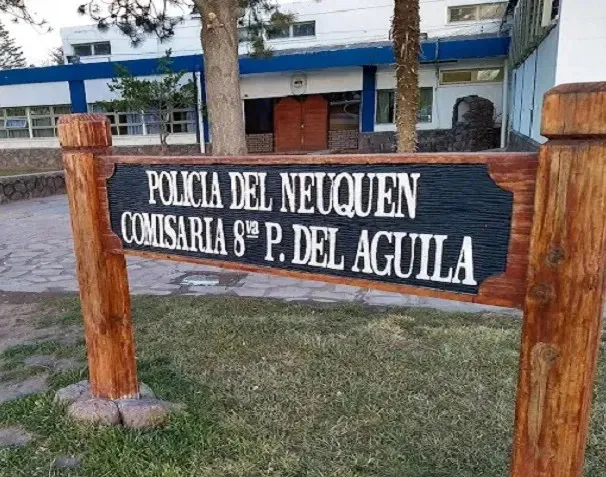 POLICIA DEL NEUQUEN
COMISARIA 8va P. DEL AGUILA